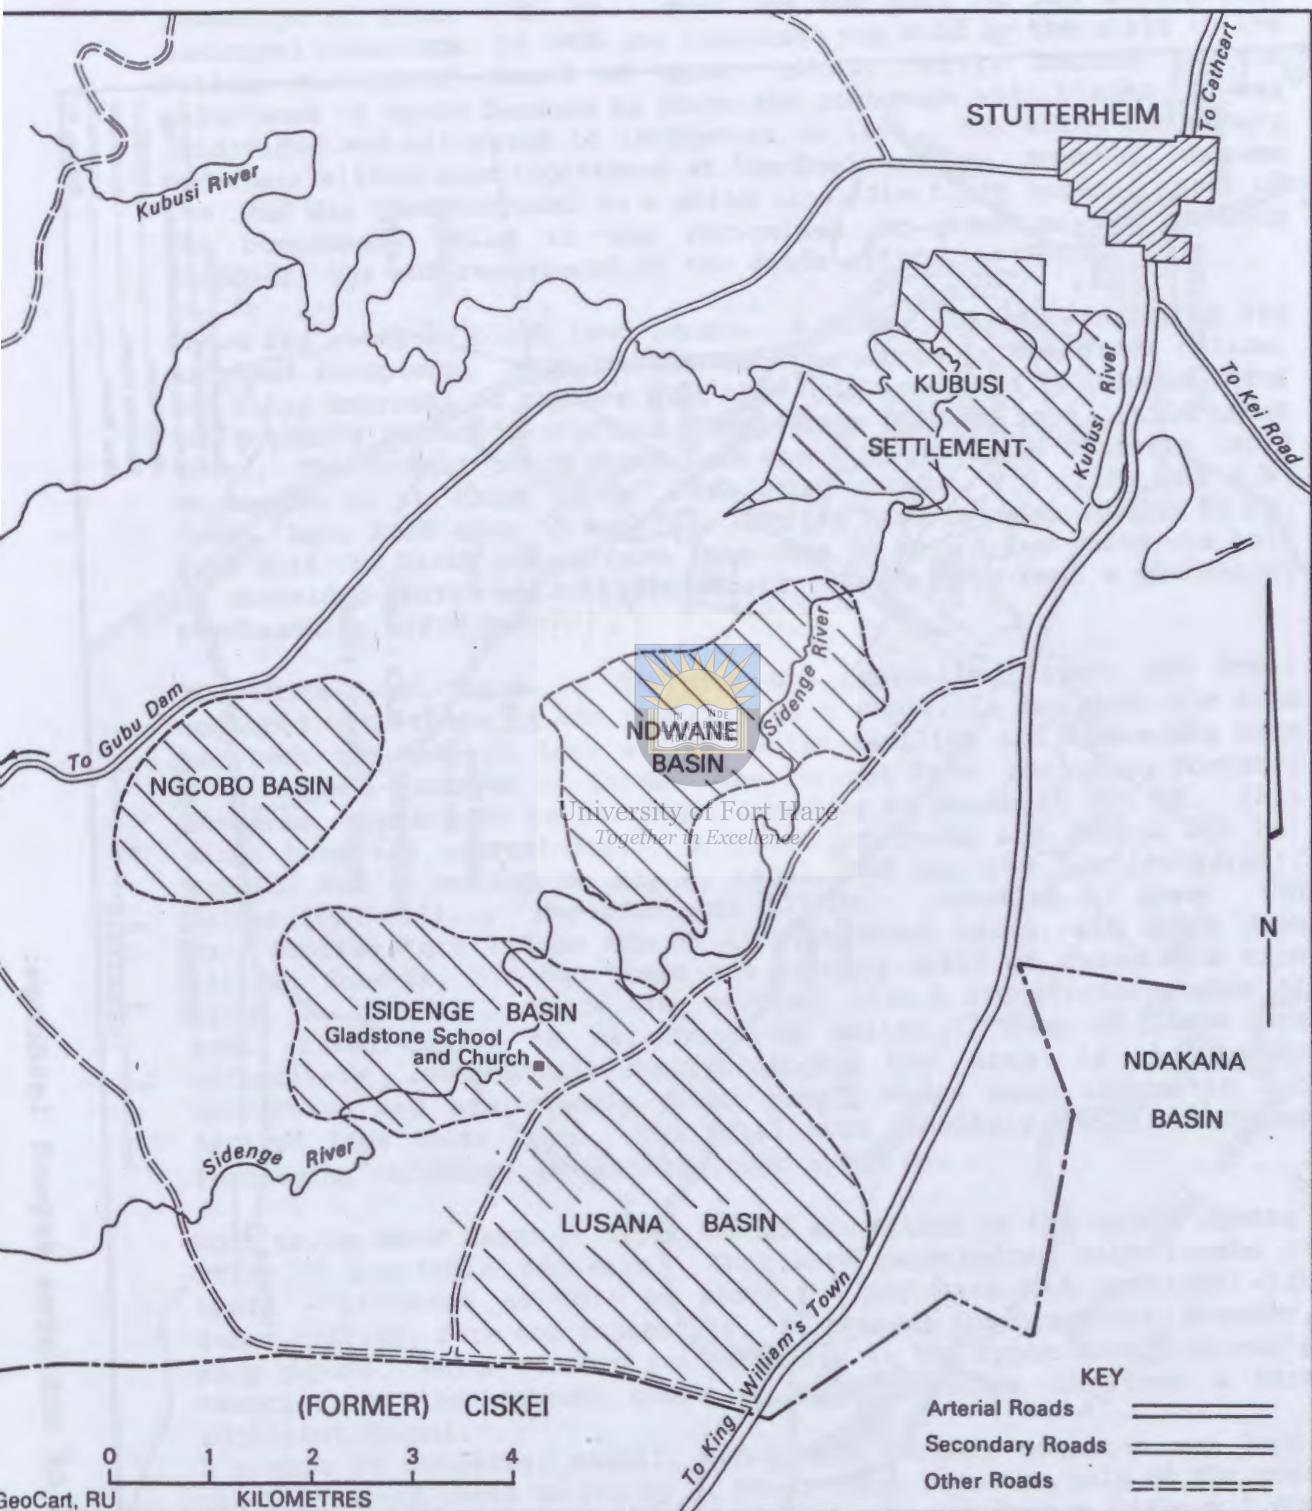 STUTTERHEIM
To Cathcart
Kubusi River
KUBUSI
SETTLEMENT
Kubusi River
To Kei Road
Sidenge River
NDWANE
BASIN
University of Fort Hare
Together in Excellence
To Gubu Dam
NGCOBO BASIN
N
ISIDENGE BASIN
Gladstone School
and Church
NDAKANA
BASIN
Sidenge River
LUSANA BASIN
To King William's Town
(FORMER) CISKEI
KEY
Arterial Roads
Secondary Roads
Other Roads
0 1 2 3 4
KILOMETRES
GeoCart, RU